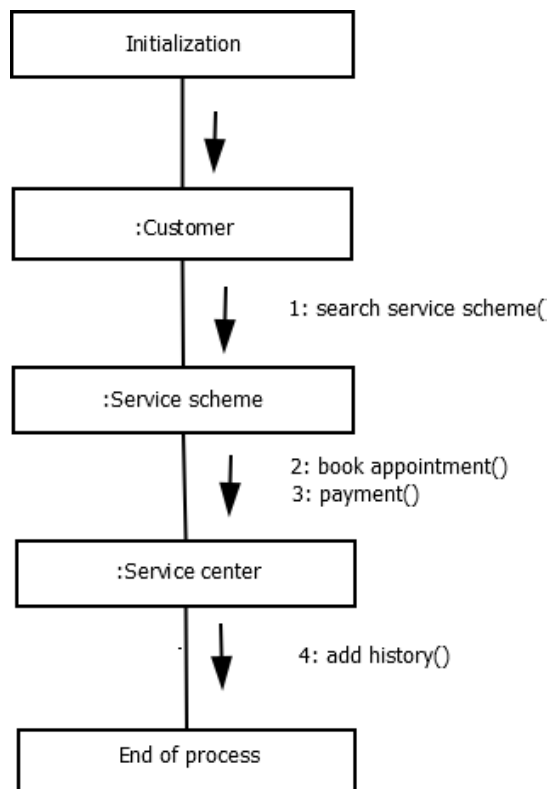 Initialization
:Customer
1: search service scheme(
:Service scheme
2: book appointment()
3: payment()
:Service center
4: add history()
End of process